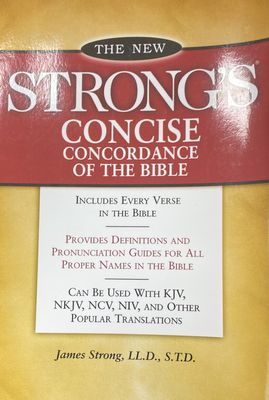 THE NEW
STRONG'S®
CONCISE
CONCORDANCE
OF THE BIBLE
INCLUDES EVERY VERSE
IN THE BIBLE
PROVIDES DEFINITIONS AND
PRONUNCIATION GUIDES FOR ALL
PROPER NAMES IN THE BIBLE
CAN BE USED WITH KJV,
NKJV, NCV, NIV, AND OTHER
POPULAR TRANSLATIONS
James Strong, LL.D., S.T.D.